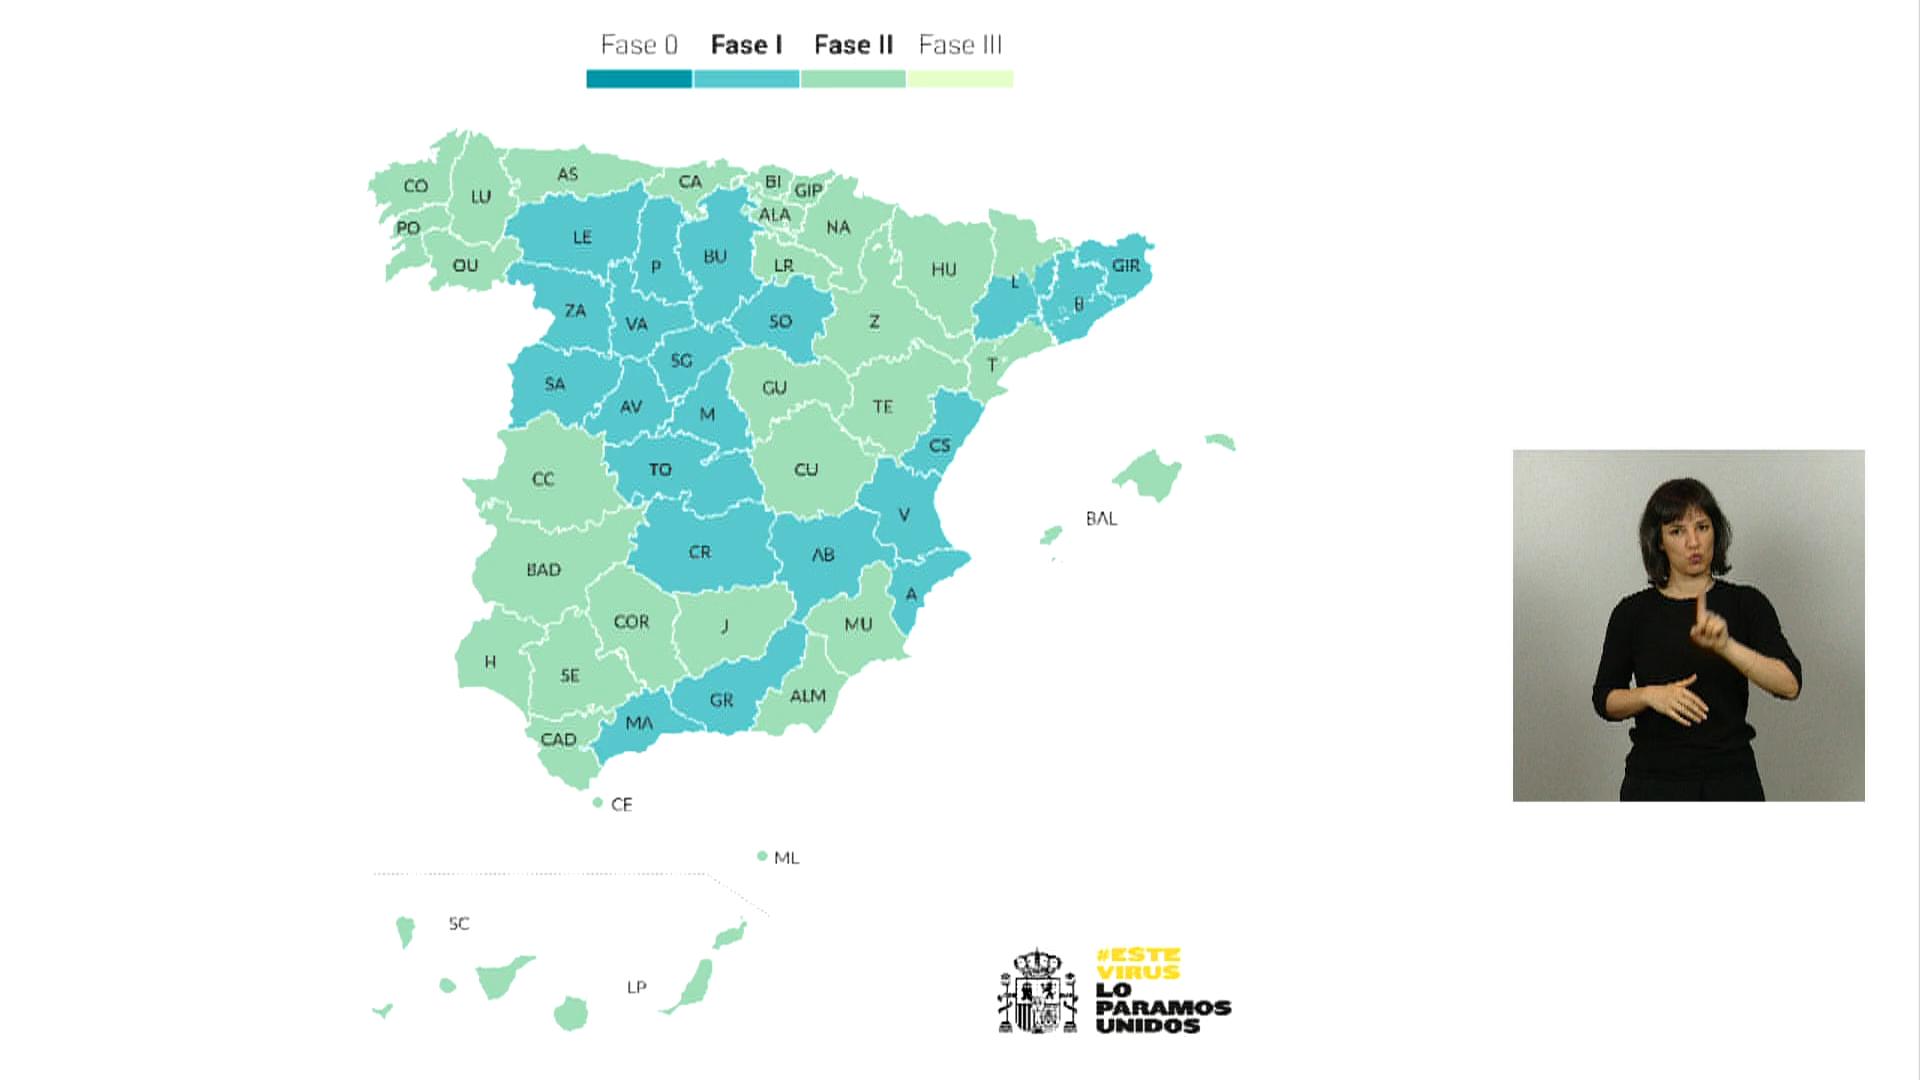 Fase 0 Fase I Fase II Fase III
CO
LU
AS
CA
BI
GIP
ALA
NA
PO
OU
LE
P
BU
LR
HU
L
GIR
B
ZA
VA
SO
Z
SG
T
SA
AV
M
GU
TE
CS
CC
TO
CU
V
BAL
BAD
CR
AB
A
COR
J
MU
H
SE
GR
ALM
MA
CAD
CE
ML
SC
LP
#ESTE
VIRUS
LO
PARAMOS
UNIDOS